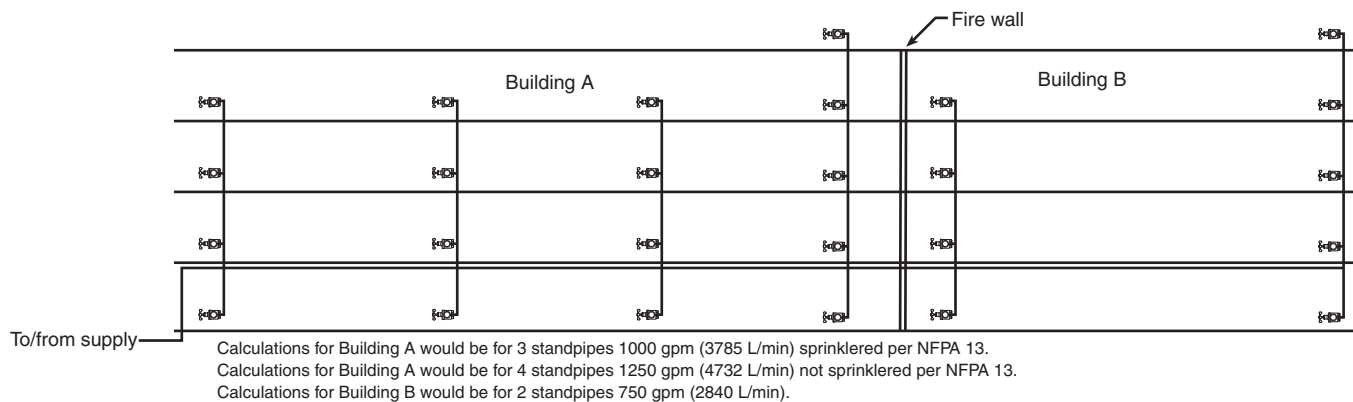 Fire wall
Building A
Building B
To/from supply
Calculations for Building A would be for 3 standpipes 1000 gpm (3785 L/min) sprinklered per NFPA 13.
Calculations for Building A would be for 4 standpipes 1250 gpm (4732 L/min) not sprinklered per NFPA 13.
Calculations for Building B would be for 2 standpipes 750 gpm (2840 L/min).